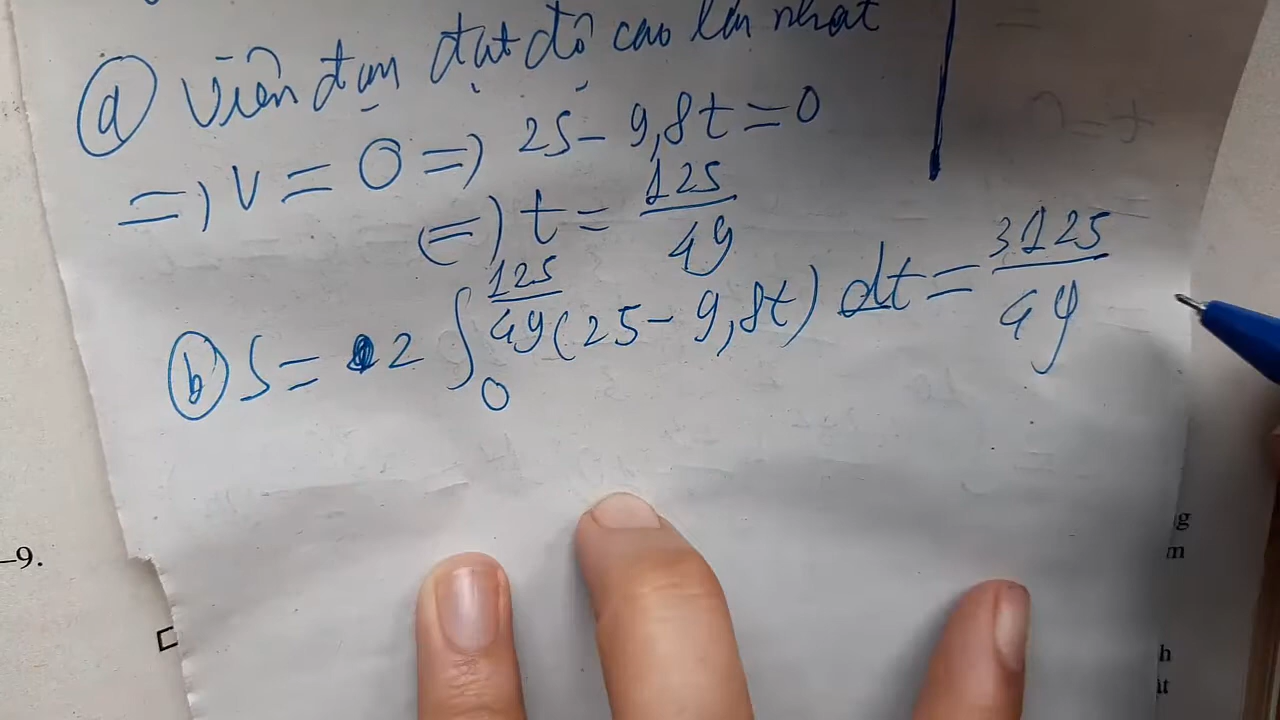 a) Viên đạn đạt độ cao lớn nhất
=> v = 0 => 25 - 9,8t = 0
<=> t = 125/49
b) S = 2 ∫_0^{125/49} (25 - 9,8t) dt = 3125/49
-9.
g
m
h
ất